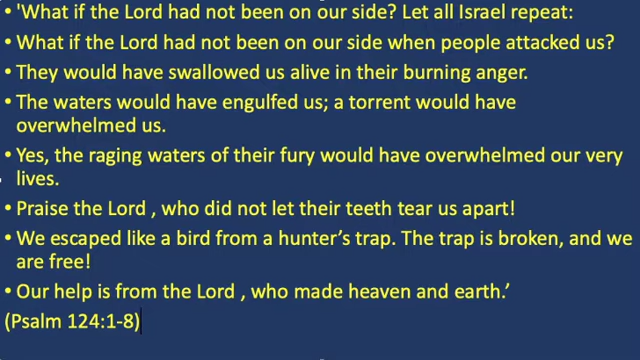 • 'What if the Lord had not been on our side? Let all Israel repeat:
• What if the Lord had not been on our side when people attacked us?
• They would have swallowed us alive in their burning anger.
• The waters would have engulfed us; a torrent would have
overwhelmed us.
• Yes, the raging waters of their fury would have overwhelmed our very
lives.
• Praise the Lord , who did not let their teeth tear us apart!
• We escaped like a bird from a hunter’s trap. The trap is broken, and we
are free!
• Our help is from the Lord , who made heaven and earth.’
(Psalm 124:1-8)